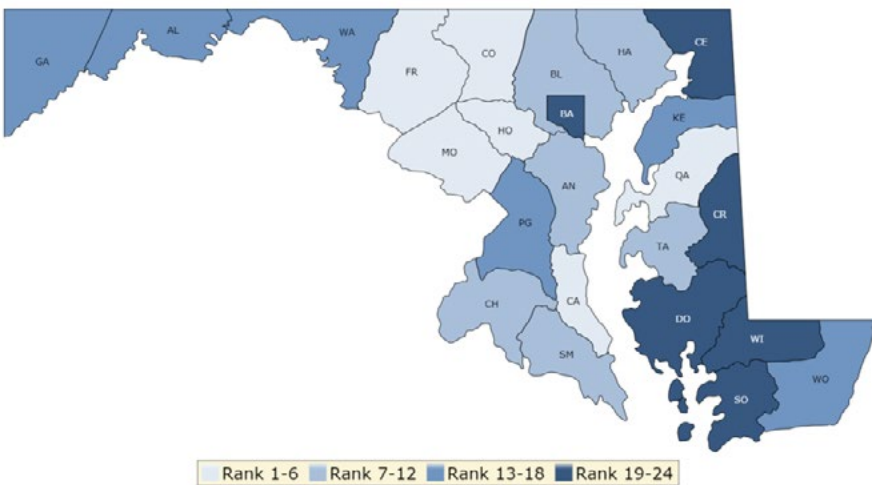 GA
AL
WA
FR
CO
BL
HA
CE
BA
KE
HO
MO
QA
AN
CR
PG
TA
CH
CA
DO
WI
SM
WO
SO
Rank 1-6 Rank 7-12 Rank 13-18 Rank 19-24